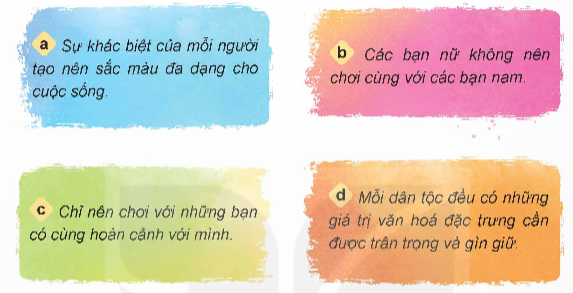 a Sự khác biệt của mỗi người
tạo nên sắc màu đa dạng cho
cuộc sống.
b Các bạn nữ không nên
chơi cùng với các bạn nam.
c Chỉ nên chơi với những bạn
có cùng hoàn cảnh với mình.
d Mỗi dân tộc đều có những
giá trị văn hoá đặc trưng cần
được trân trọng và gìn giữ.